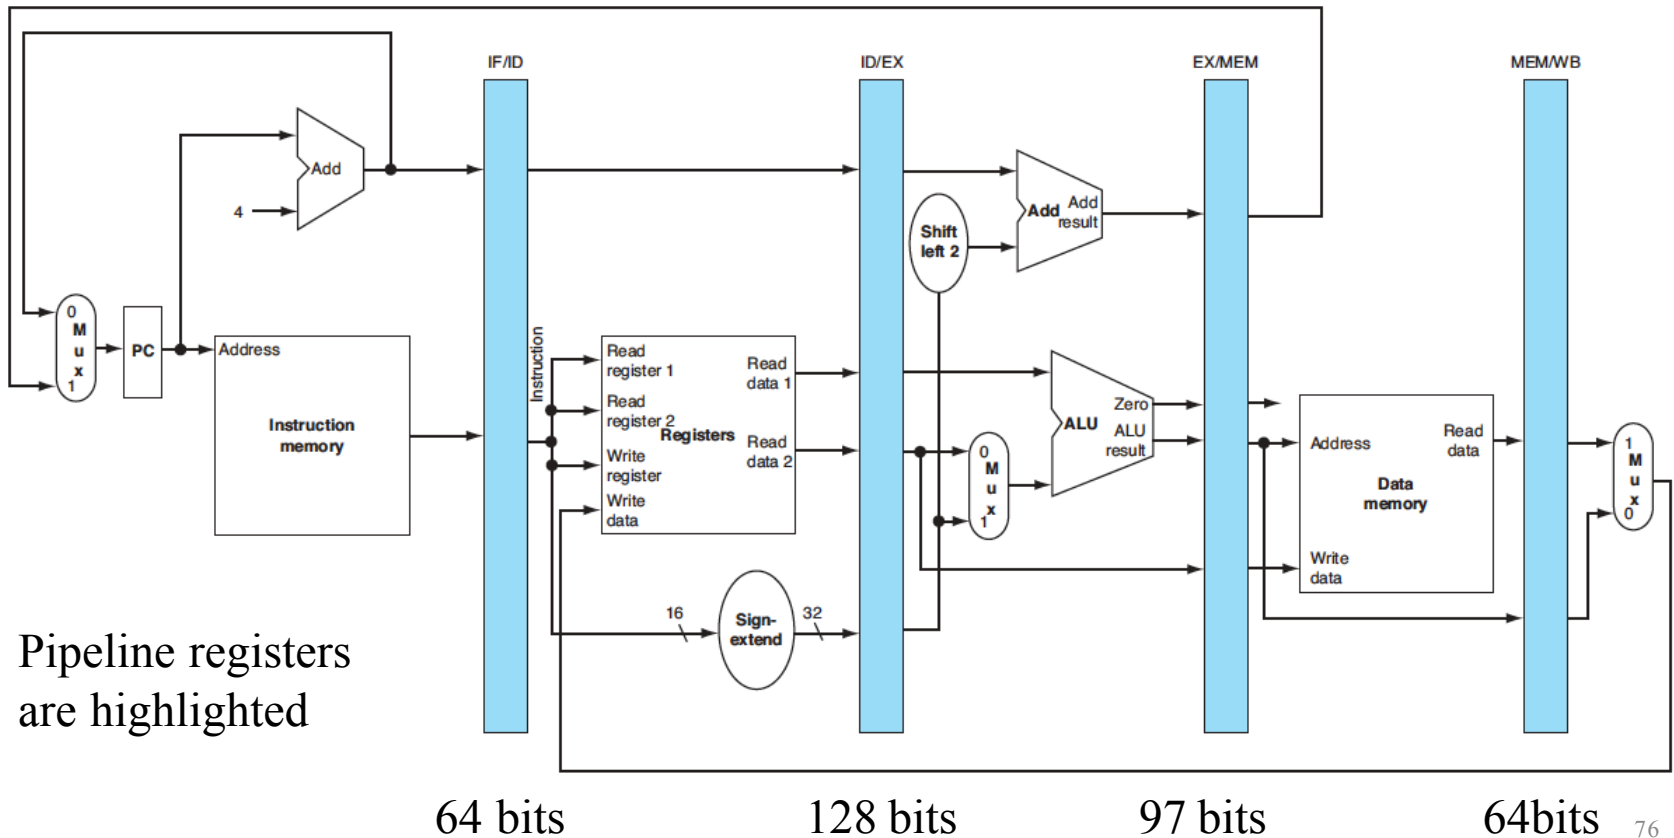 IF/ID
ID/EX
EX/MEM
MEM/WB
Add
4
Add
Add
result
Shift
left 2
0
M
u
x
1
PC
Address
Instruction
memory
Instruction
Read
register 1
Read
register 2
Write
register
Write
data
Registers
Read
data 1
Read
data 2
0
M
u
x
1
ALU
Zero
ALU
result
Address
Read
data
Data
memory
Write
data
1
M
u
x
0
16
Sign-
extend
32
Pipeline registers
are highlighted
64 bits
128 bits
97 bits
64bits
76